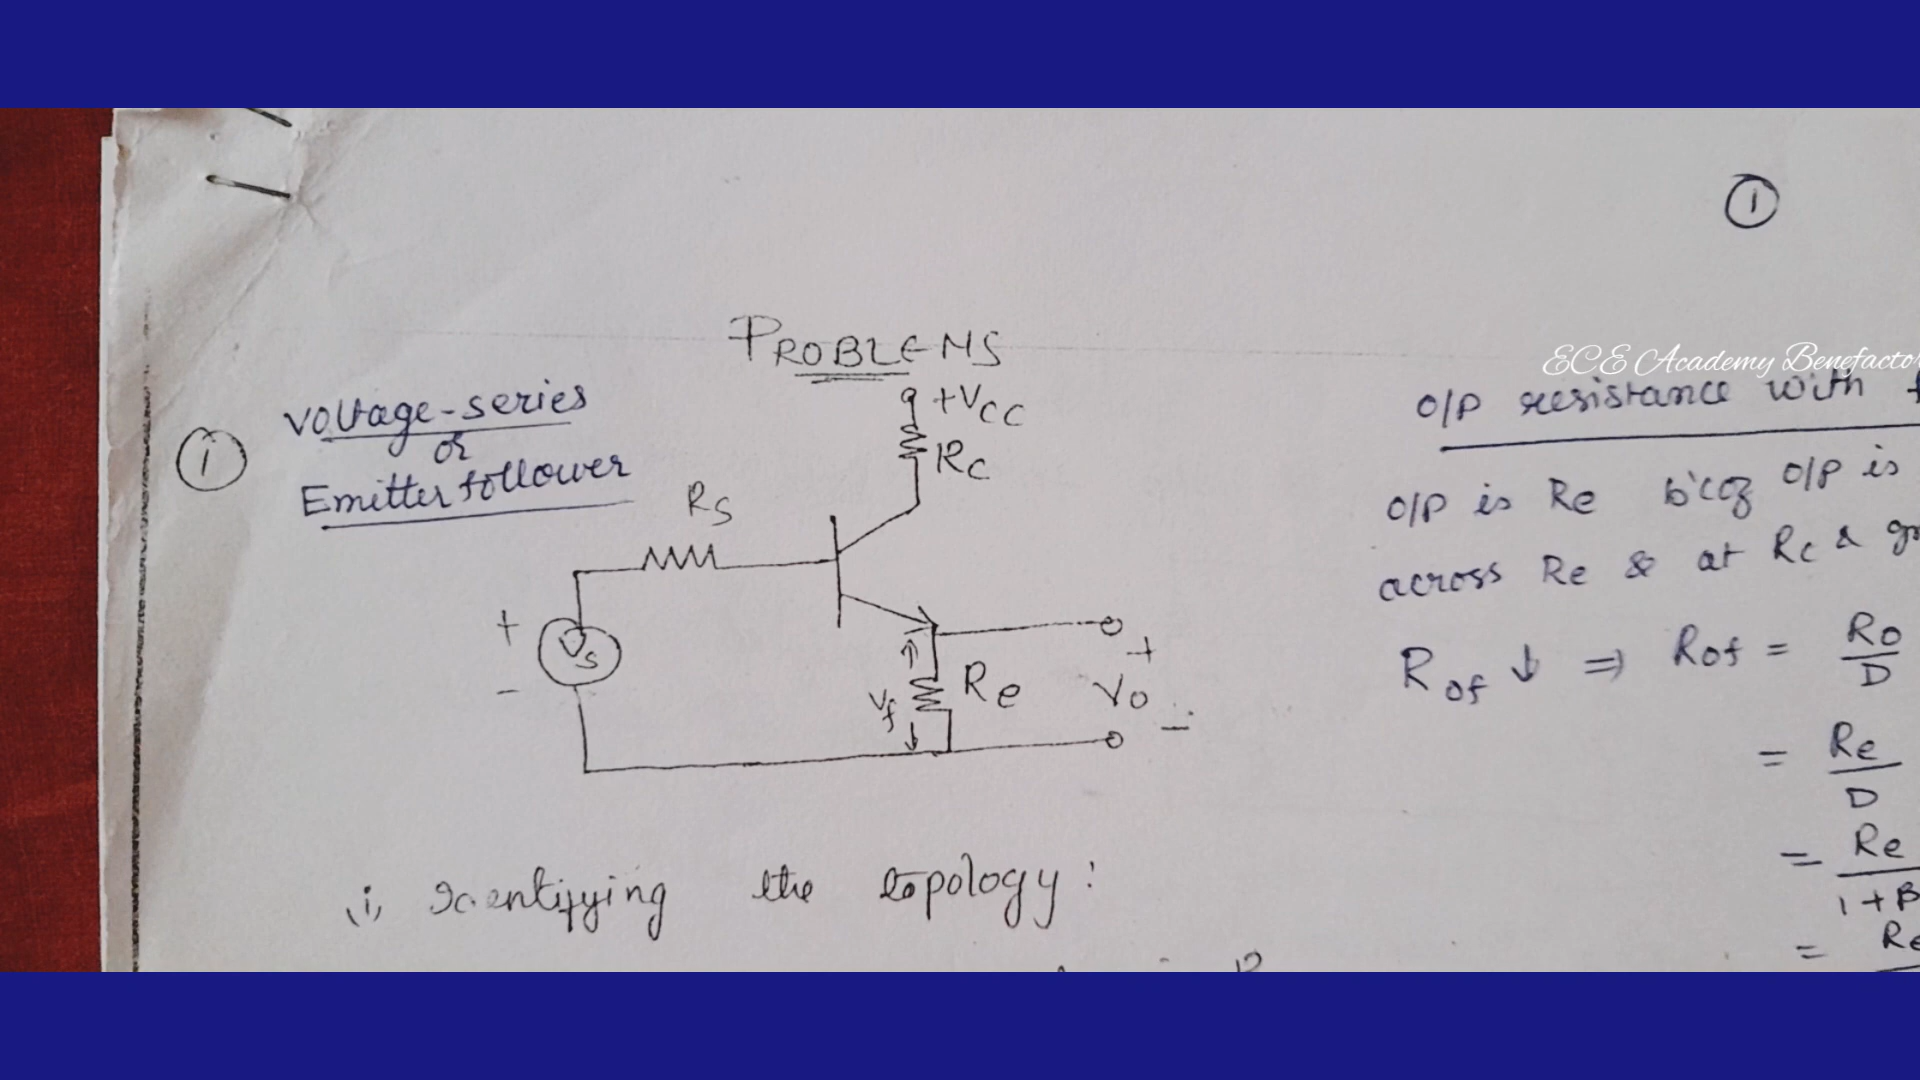 ①
PROBLEMS
ECE Academy Benefactor
① voltage-series
or
Emitter follower
+VCC
RC
RS
+
Vs
-
Vf
Re
+
Vo
-
(i) Identifying the topology:
O/P resistance with
O/P is Re b'coz O/P is
across Re & at Rc &
Rof ↓ ⇒ Rof = Ro/D
= Re/D
= Re/1+β
= Re